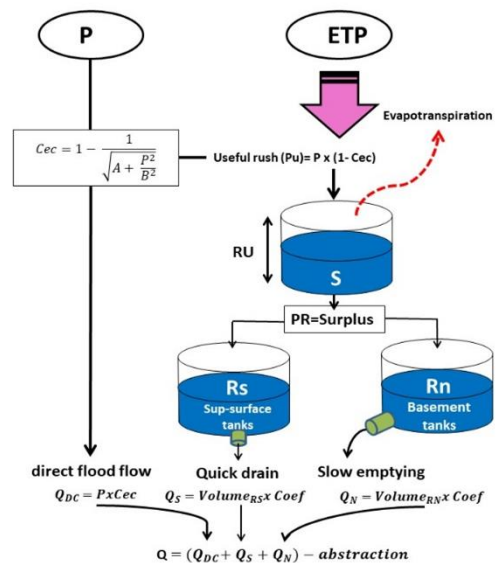 P
ETP
Evapotranspiration
Cec = 1 − 1 / √(A + P²/B²)
Useful rush (Pu)= P x (1- Cec)
RU
S
PR=Surplus
Rs
Sup-surface
tanks
Rn
Basement
tanks
direct flood flow
Quick drain
Slow emptying
Q_DC = PxCec
Q_S = Volume_RS x Coef
Q_N = Volume_RN x Coef
Q = (Q_DC + Q_S + Q_N) − abstraction